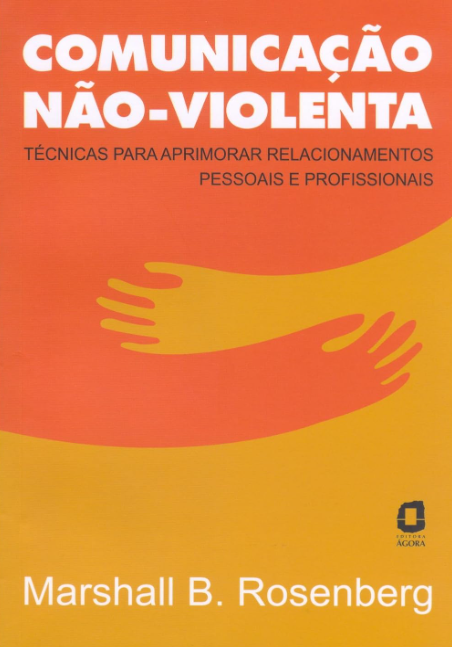 COMUNICAÇÃO
NÃO-VIOLENTA
TÉCNICAS PARA APRIMORAR RELACIONAMENTOS
PESSOAIS E PROFISSIONAIS
EDITORA
ÁGORA
Marshall B. Rosenberg